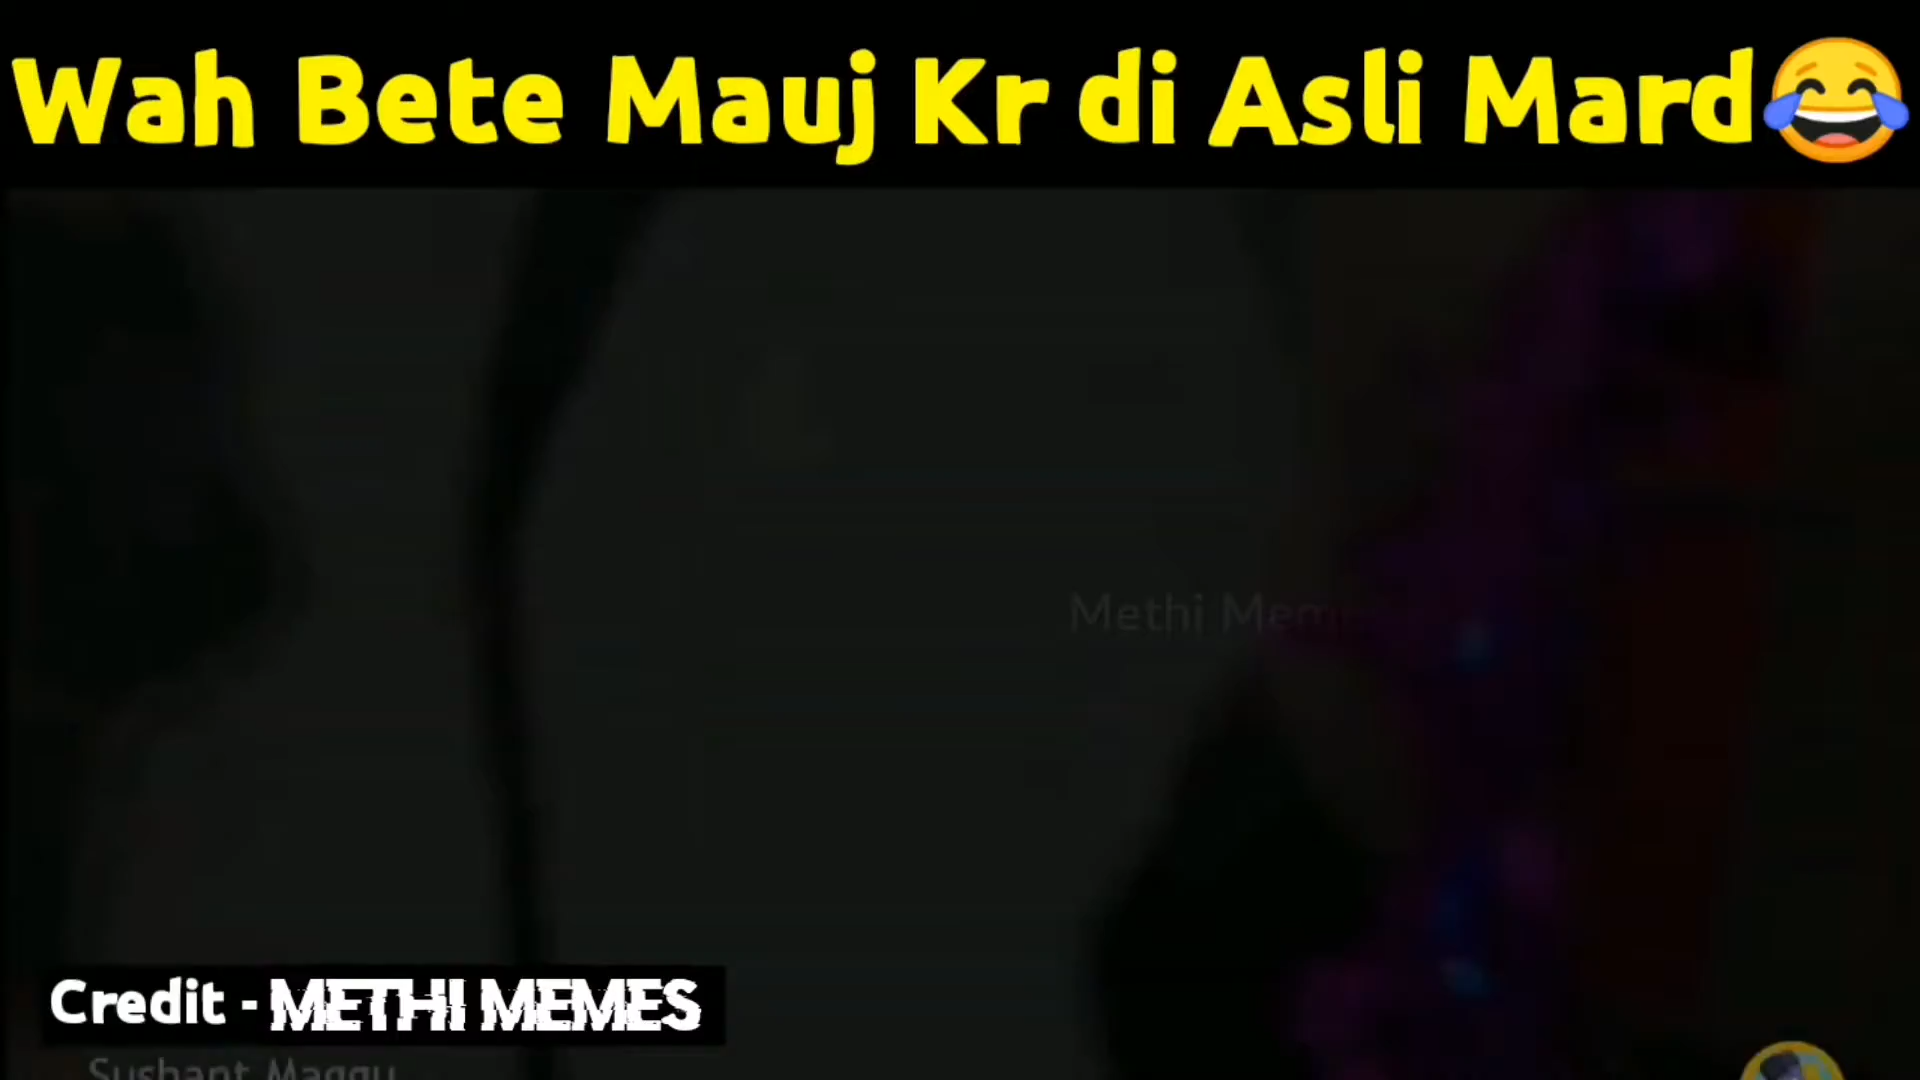 Wah Bete Mauj Kr di Asli Mard😂
Methi Memes
Credit - METHI MEMES
Sushant Maggu